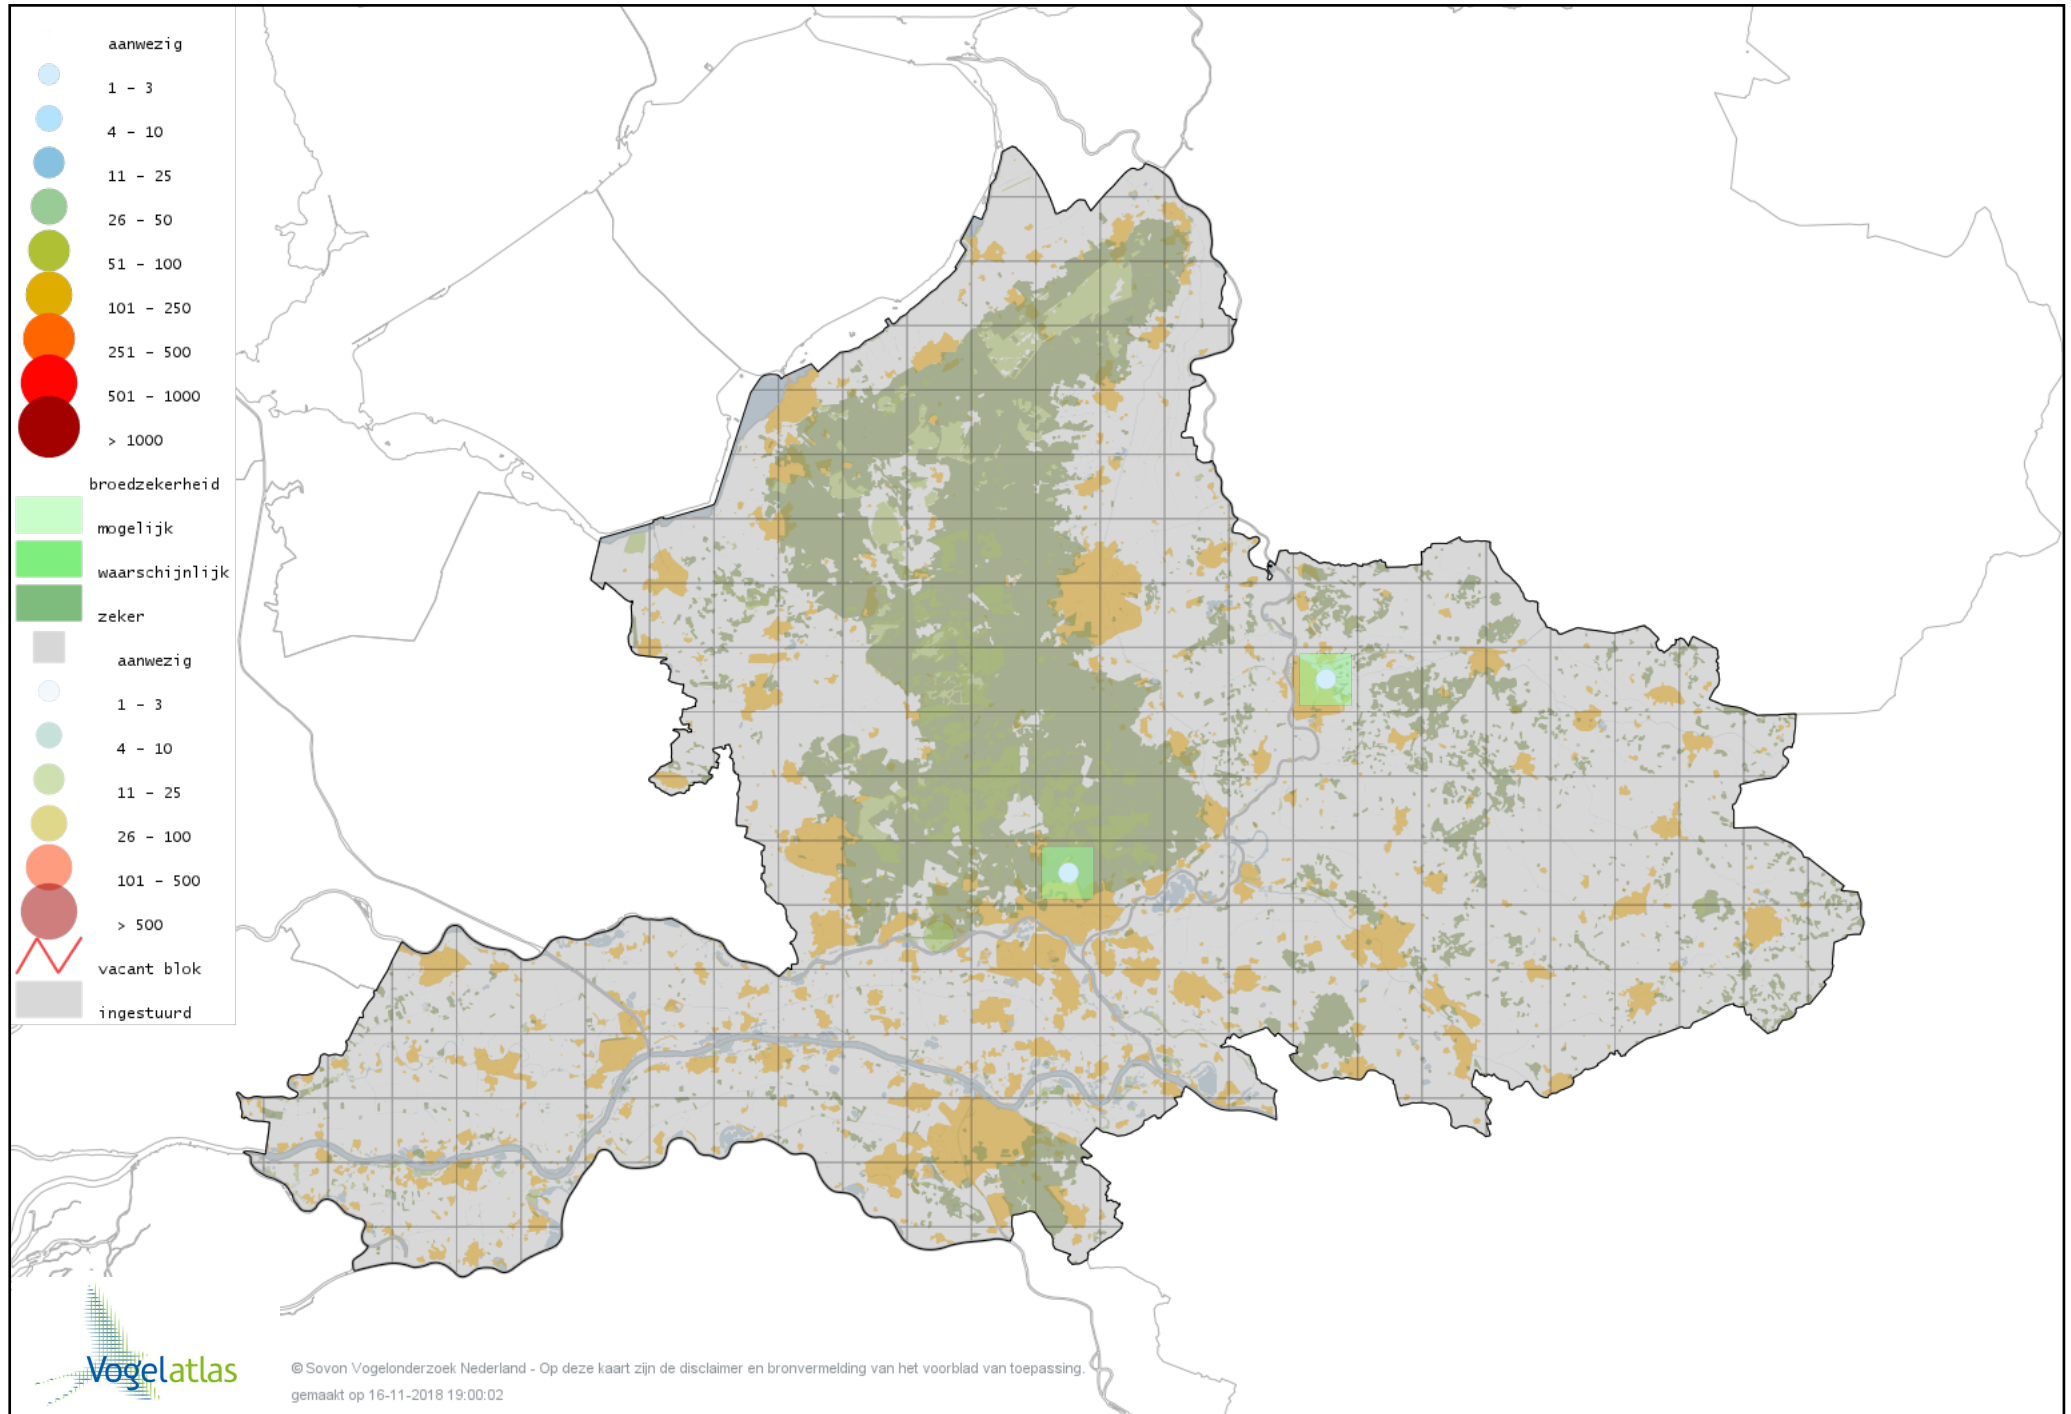 aanwezig
1 - 3
4 - 10
11 - 25
26 - 50
51 - 100
101 - 250
251 - 500
501 - 1000
> 1000
broedzekerheid
mogelijk
waarschijnlijk
zeker
aanwezig
1 - 3
4 - 10
11 - 25
26 - 100
101 - 500
> 500
vacant blok
ingestuurd
Vogelatlas
© Sovon Vogelonderzoek Nederland - Op deze kaart zijn de disclaimer en bronvermelding van het voorblad van toepassing.
gemaakt op 16-11-2018 19:00:02